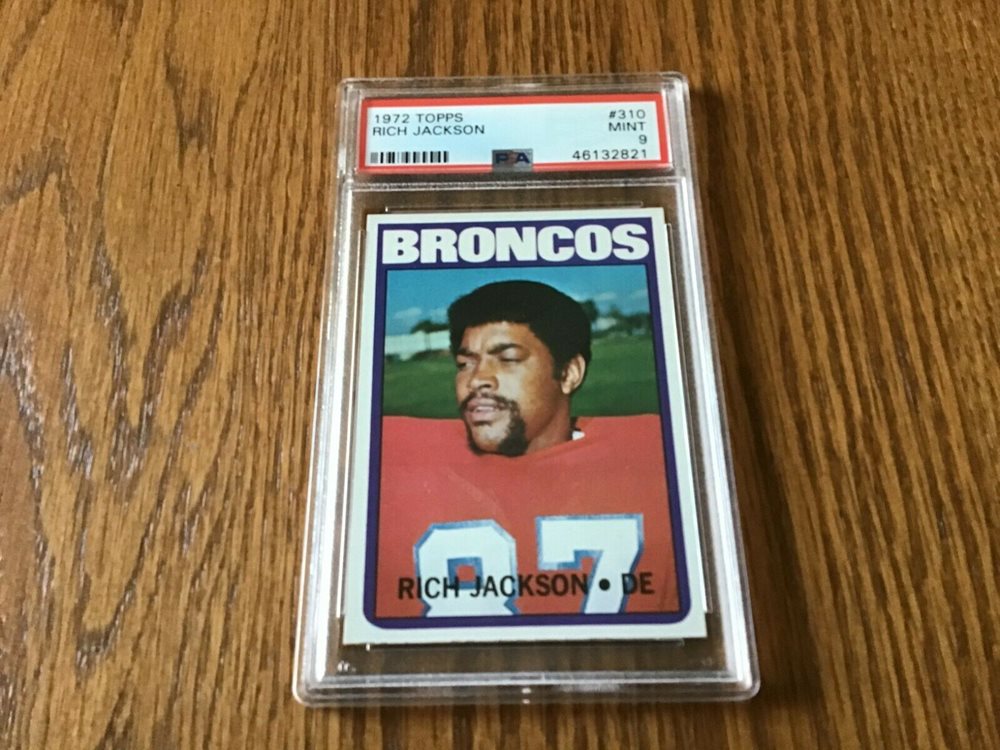 1972 TOPPS #310
RICH JACKSON MINT
9
PSA 46132821
BRONCOS
87
RICH JACKSON • DE